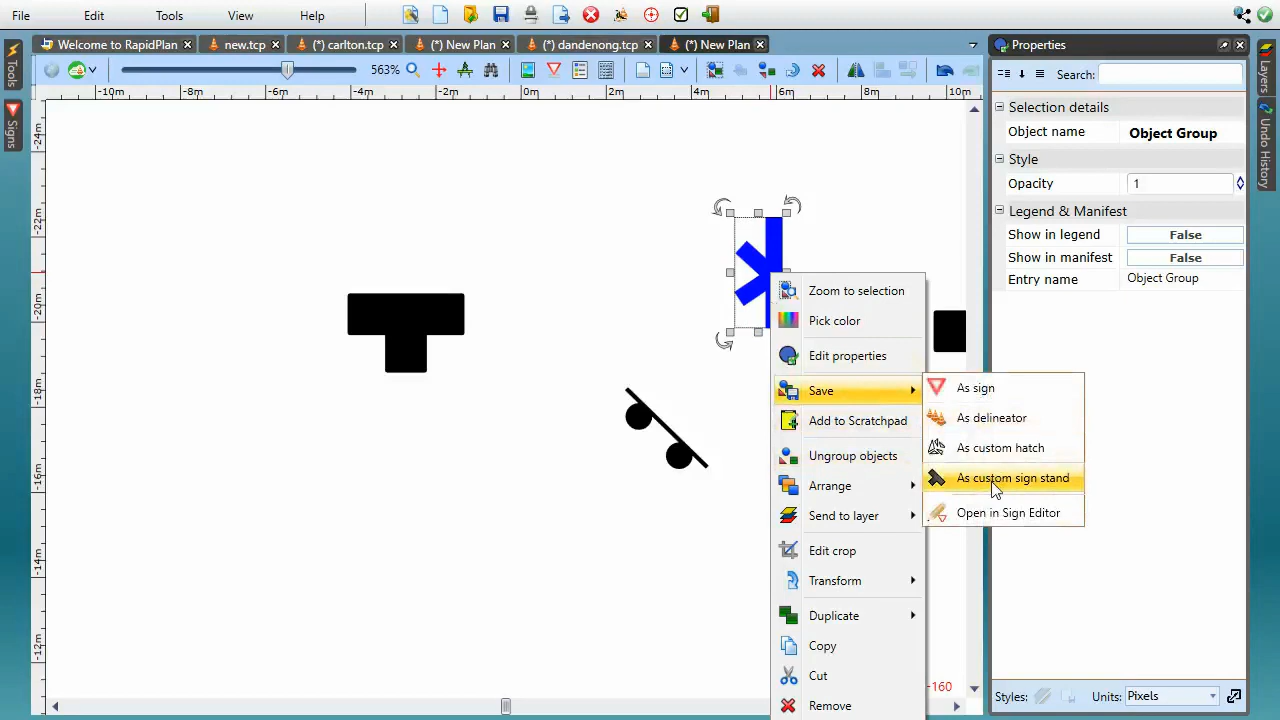 File Edit Tools View Help
Welcome to RapidPlan new.tcp (*) carlton.tcp (*) New Plan (*) dandenong.tcp (*) New Plan
Properties
Tools
Signs
Layers
Undo History
563%
Search:
-10m -8m -6m -4m -2m 0m 2m 4m 6m 8m 10m
-24m
-22m
-20m
-18m
-16m
-14m
-12m
Selection details
Object name Object Group
Style
Opacity 1
Legend & Manifest
Show in legend False
Show in manifest False
Entry name Object Group
Zoom to selection
Pick color
Edit properties
Save
Add to Scratchpad
Ungroup objects
Arrange
Send to layer
Edit crop
Transform
Duplicate
Copy
Cut
Remove
As sign
As delineator
As custom hatch
As custom sign stand
Open in Sign Editor
-160
Styles: Units: Pixels